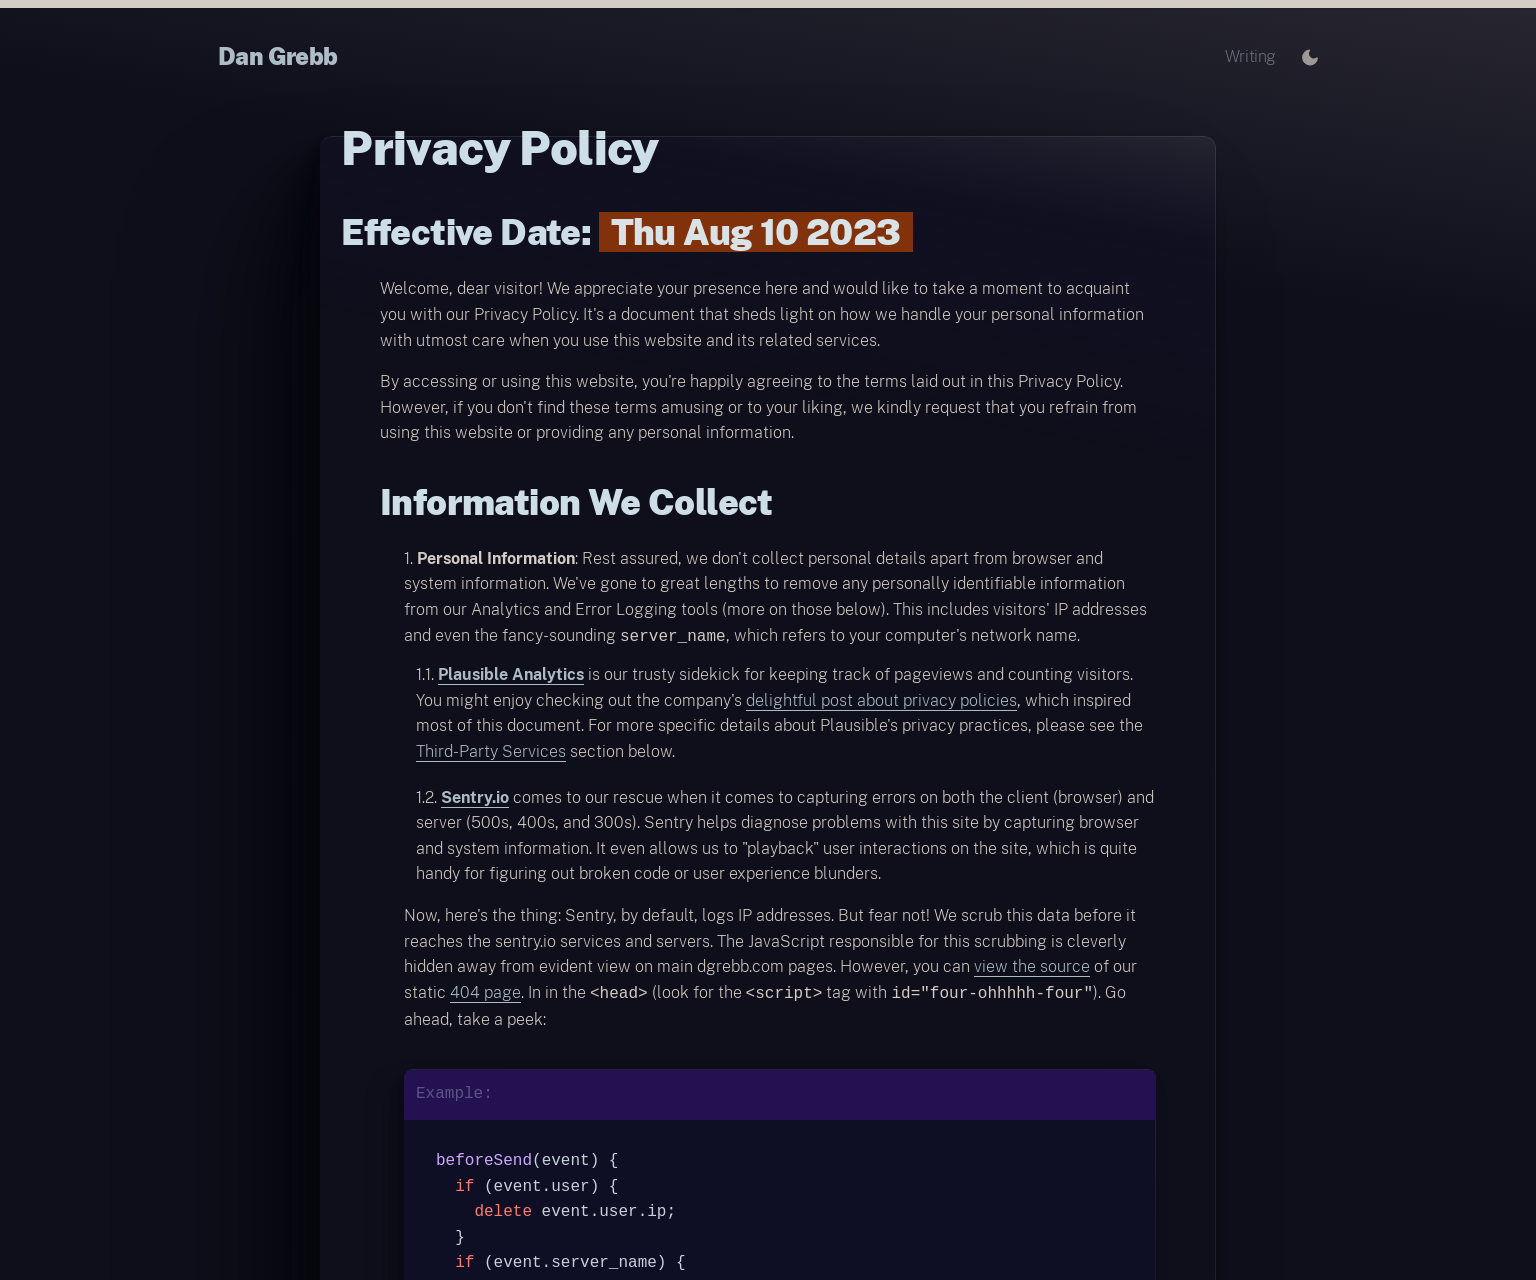 Dan Grebb
Writing
Privacy Policy
Effective Date: Thu Aug 10 2023
Welcome, dear visitor! We appreciate your presence here and would like to take a moment to acquaint
you with our Privacy Policy. It's a document that sheds light on how we handle your personal information
with utmost care when you use this website and its related services.
By accessing or using this website, you're happily agreeing to the terms laid out in this Privacy Policy.
However, if you don't find these terms amusing or to your liking, we kindly request that you refrain from
using this website or providing any personal information.
Information We Collect
1. Personal Information: Rest assured, we don't collect personal details apart from browser and
system information. We've gone to great lengths to remove any personally identifiable information
from our Analytics and Error Logging tools (more on those below). This includes visitors' IP addresses
and even the fancy-sounding server_name, which refers to your computer's network name.
1.1. Plausible Analytics is our trusty sidekick for keeping track of pageviews and counting visitors.
You might enjoy checking out the company's delightful post about privacy policies, which inspired
most of this document. For more specific details about Plausible's privacy practices, please see the
Third-Party Services section below.
1.2. Sentry.io comes to our rescue when it comes to capturing errors on both the client (browser) and
server (500s, 400s, and 300s). Sentry helps diagnose problems with this site by capturing browser
and system information. It even allows us to "playback" user interactions on the site, which is quite
handy for figuring out broken code or user experience blunders.
Now, here's the thing: Sentry, by default, logs IP addresses. But fear not! We scrub this data before it
reaches the sentry.io services and servers. The JavaScript responsible for this scrubbing is cleverly
hidden away from evident view on main dgrebb.com pages. However, you can view the source of our
static 404 page. In in the <head> (look for the <script> tag with id="four-ohhhhh-four"). Go
ahead, take a peek:
Example:
beforeSend(event) {
if (event.user) {
delete event.user.ip;
}
if (event.server_name) {